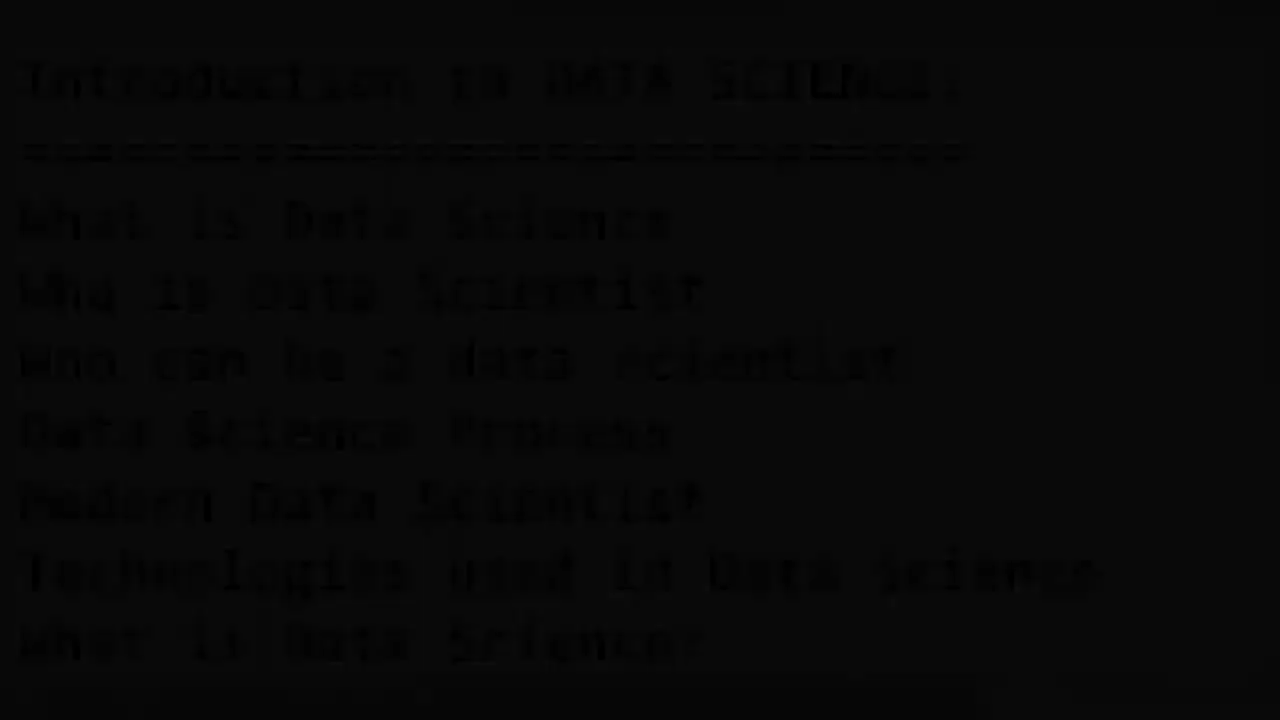 Introduction to DATA SCIENCE:
=============================
What is Data Science
Who is Data Scientist
Who can be a data scientist
Data Science Process
Modern Data Scientist
Technologies used in Data Science
What is Data Science: